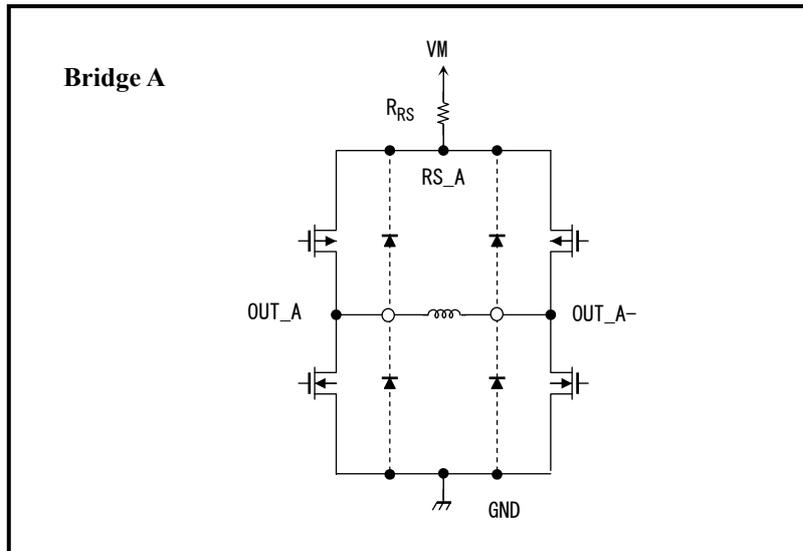 VM
Bridge A
RRS
RS_A
OUT_A
OUT_A-
GND